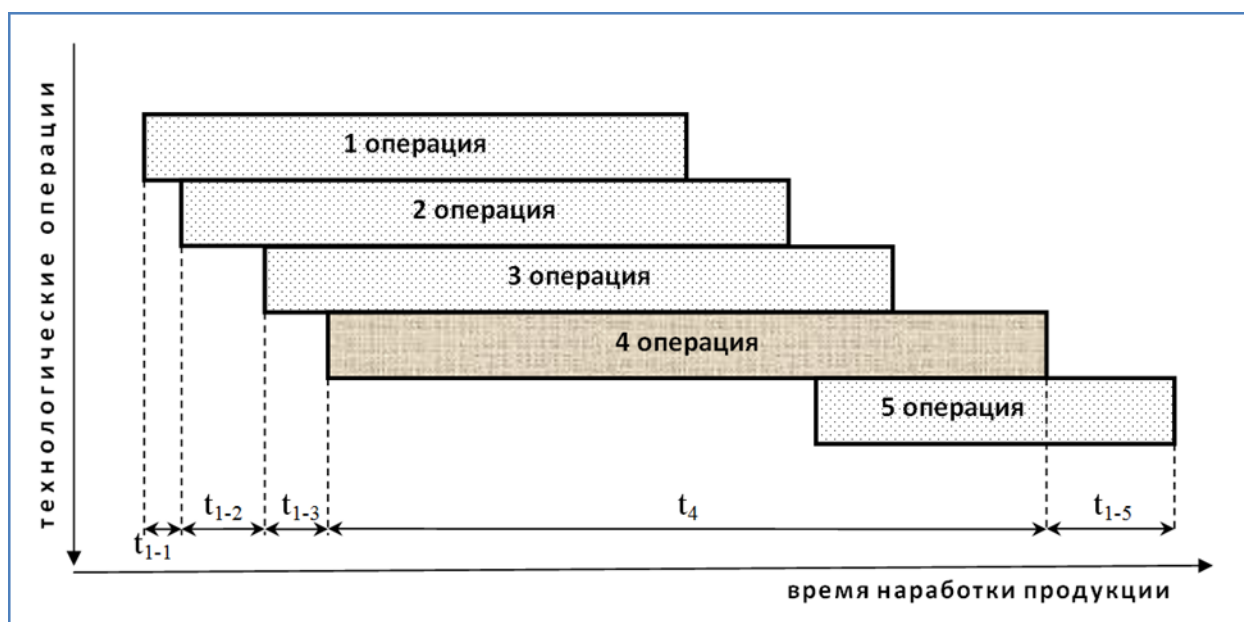 технологические операции
1 операция
2 операция
3 операция
4 операция
5 операция
t1-1
t1-2
t1-3
t4
t1-5
время наработки продукции